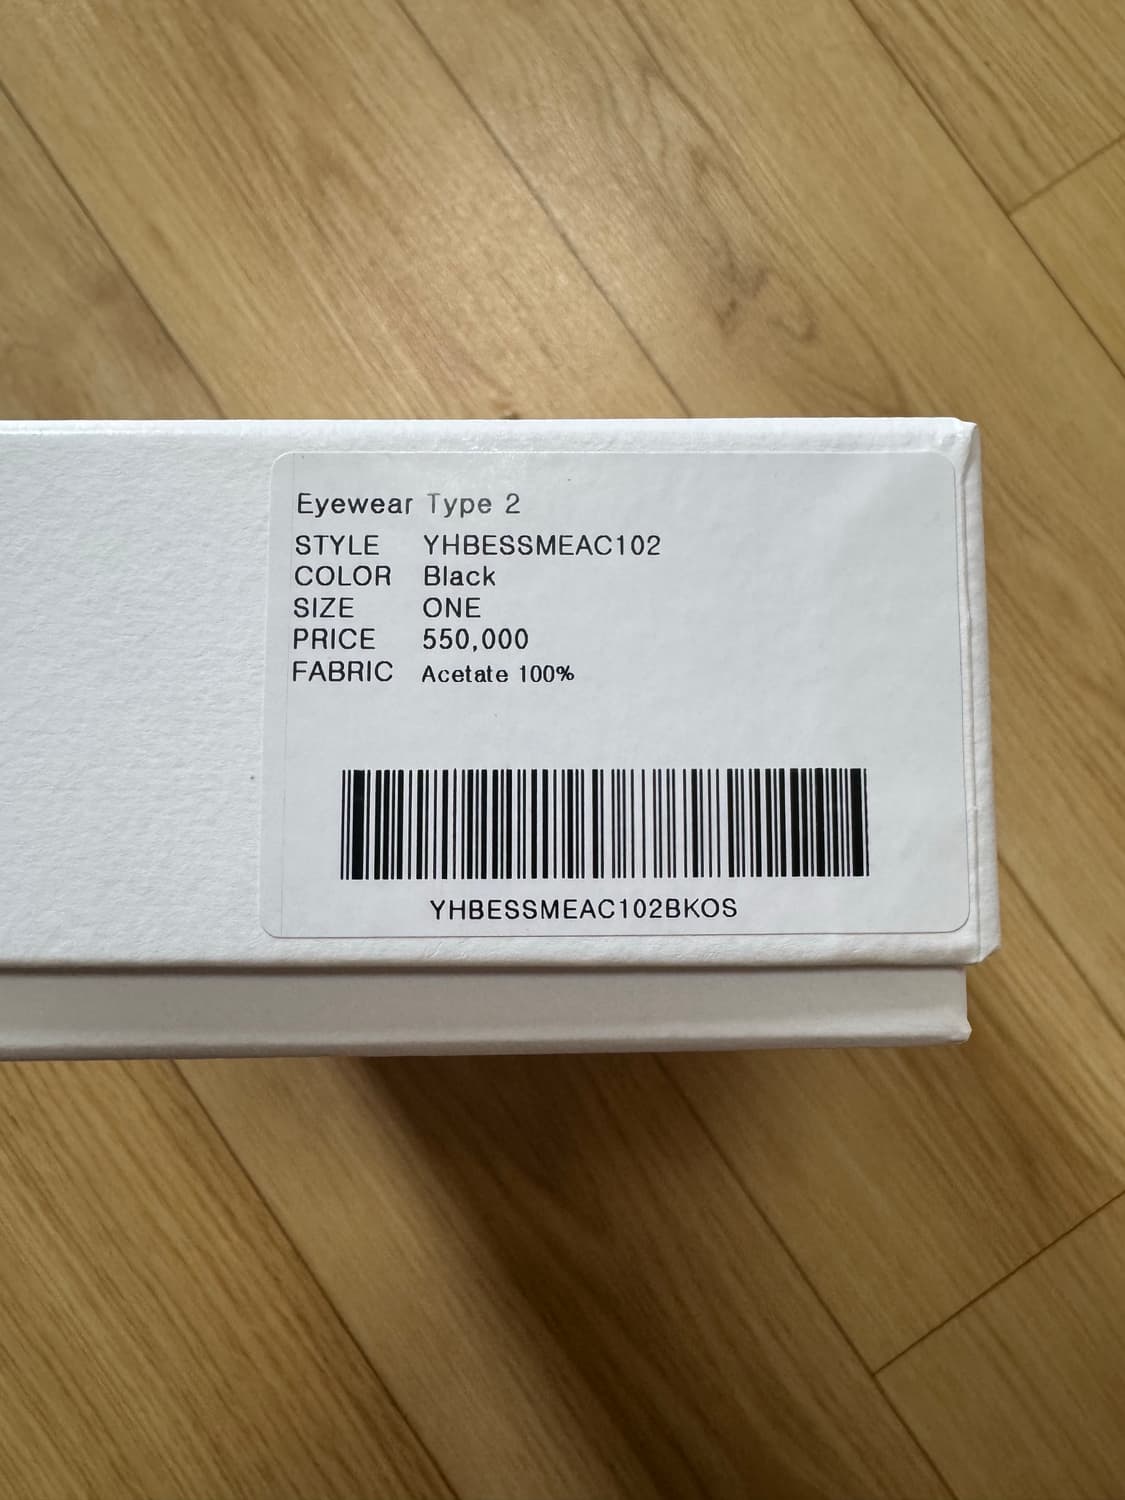 Eyewear Type 2
STYLE YHBESSMEAC102
COLOR Black
SIZE ONE
PRICE 550,000
FABRIC Acetate 100%
YHBESSMEAC102BKOS